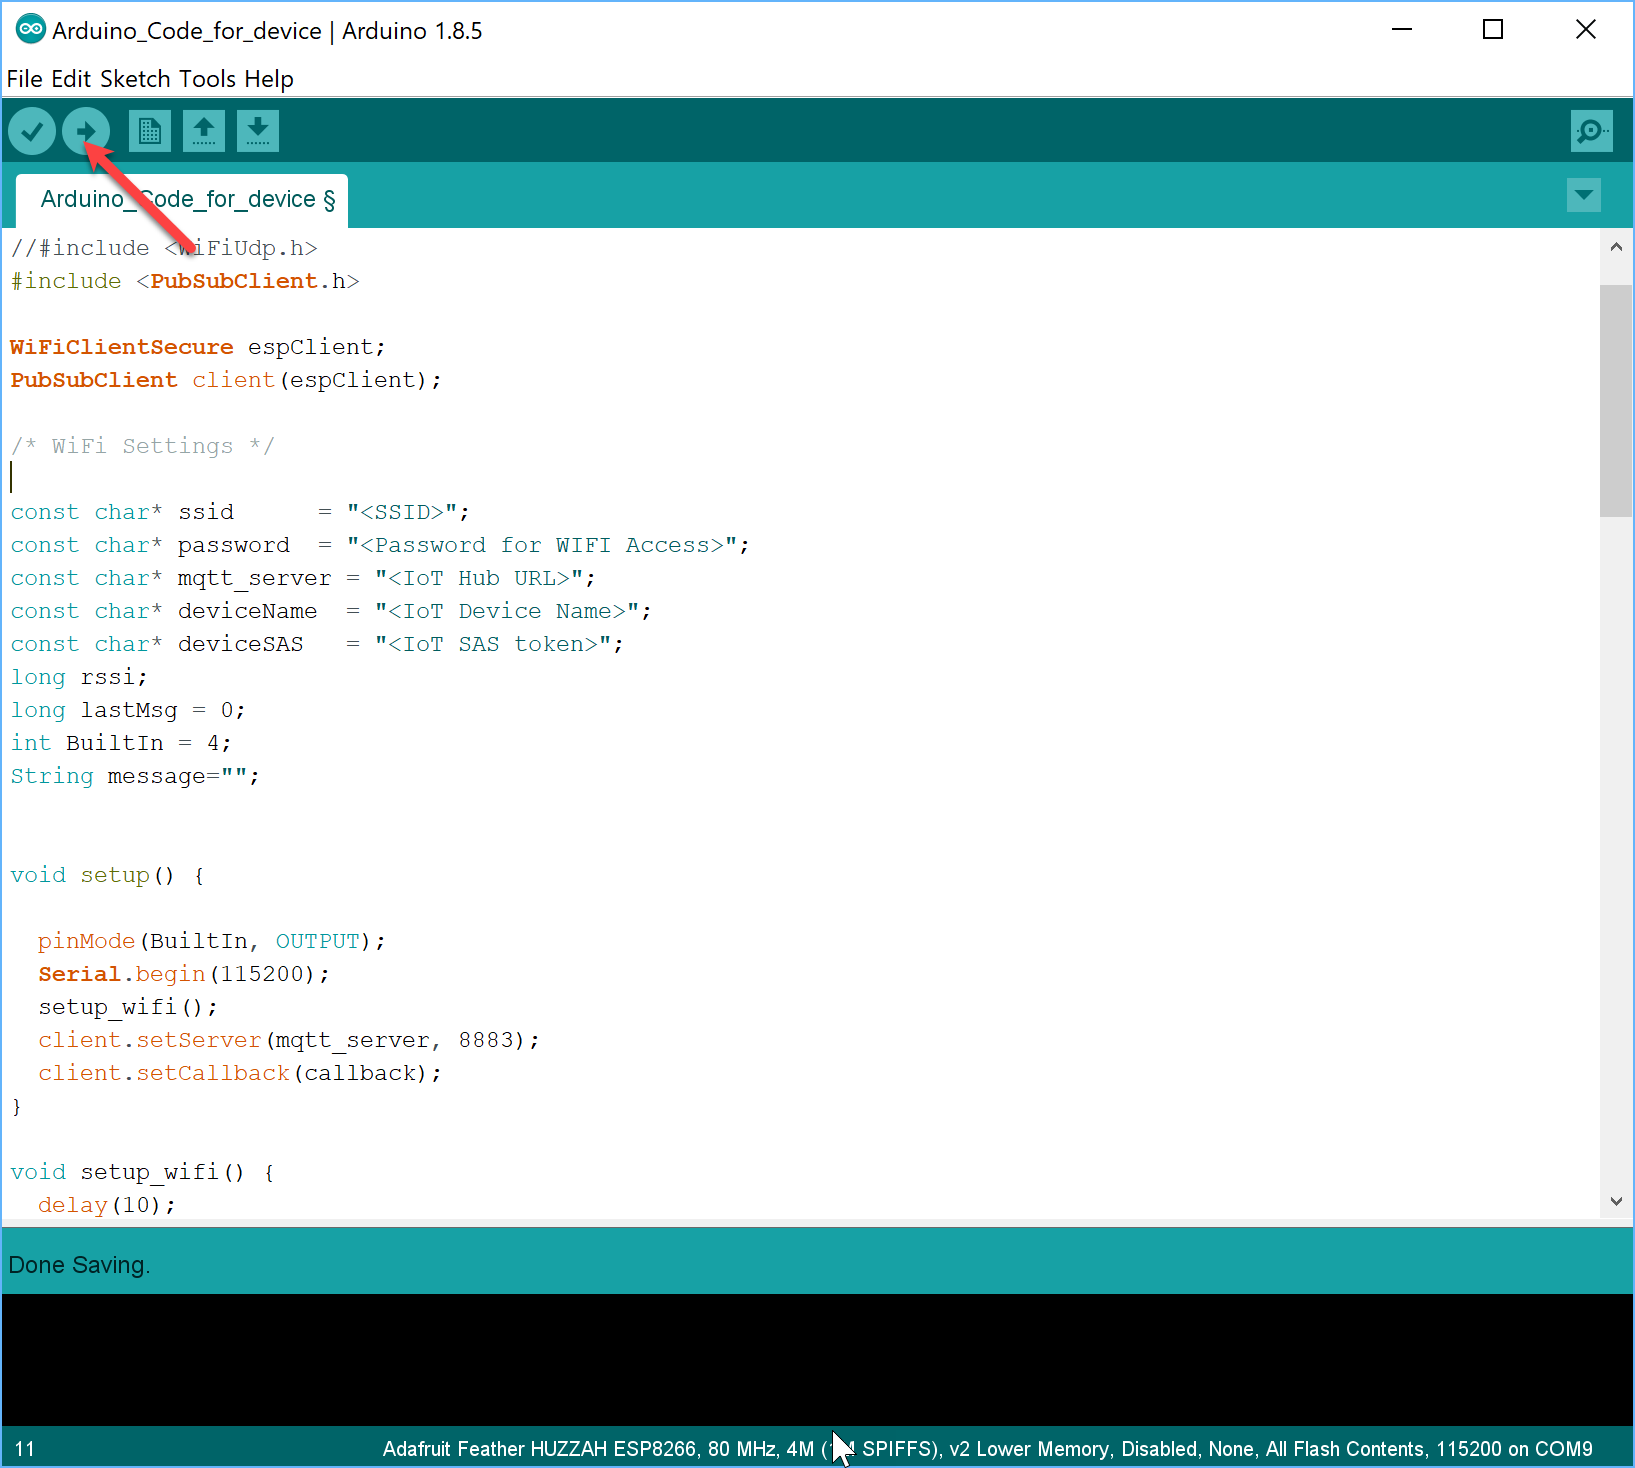 Arduino_Code_for_device | Arduino 1.8.5
File Edit Sketch Tools Help
Arduino_Code_for_device §
//#include <WiFiUdp.h>
#include <PubSubClient.h>
WiFiClientSecure espClient;
PubSubClient client(espClient);
/* WiFi Settings */
const char* ssid      = "<SSID>";
const char* password  = "<Password for WIFI Access>";
const char* mqtt_server = "<IoT Hub URL>";
const char* deviceName  = "<IoT Device Name>";
const char* deviceSAS   = "<IoT SAS token>";
long rssi;
long lastMsg = 0;
int BuiltIn = 4;
String message="";
void setup() {
  pinMode(BuiltIn, OUTPUT);
  Serial.begin(115200);
  setup_wifi();
  client.setServer(mqtt_server, 8883);
  client.setCallback(callback);
}
void setup_wifi() {
  delay(10);
Done Saving.
11 Adafruit Feather HUZZAH ESP8266, 80 MHz, 4M ( SPIFFS), v2 Lower Memory, Disabled, None, All Flash Contents, 115200 on COM9